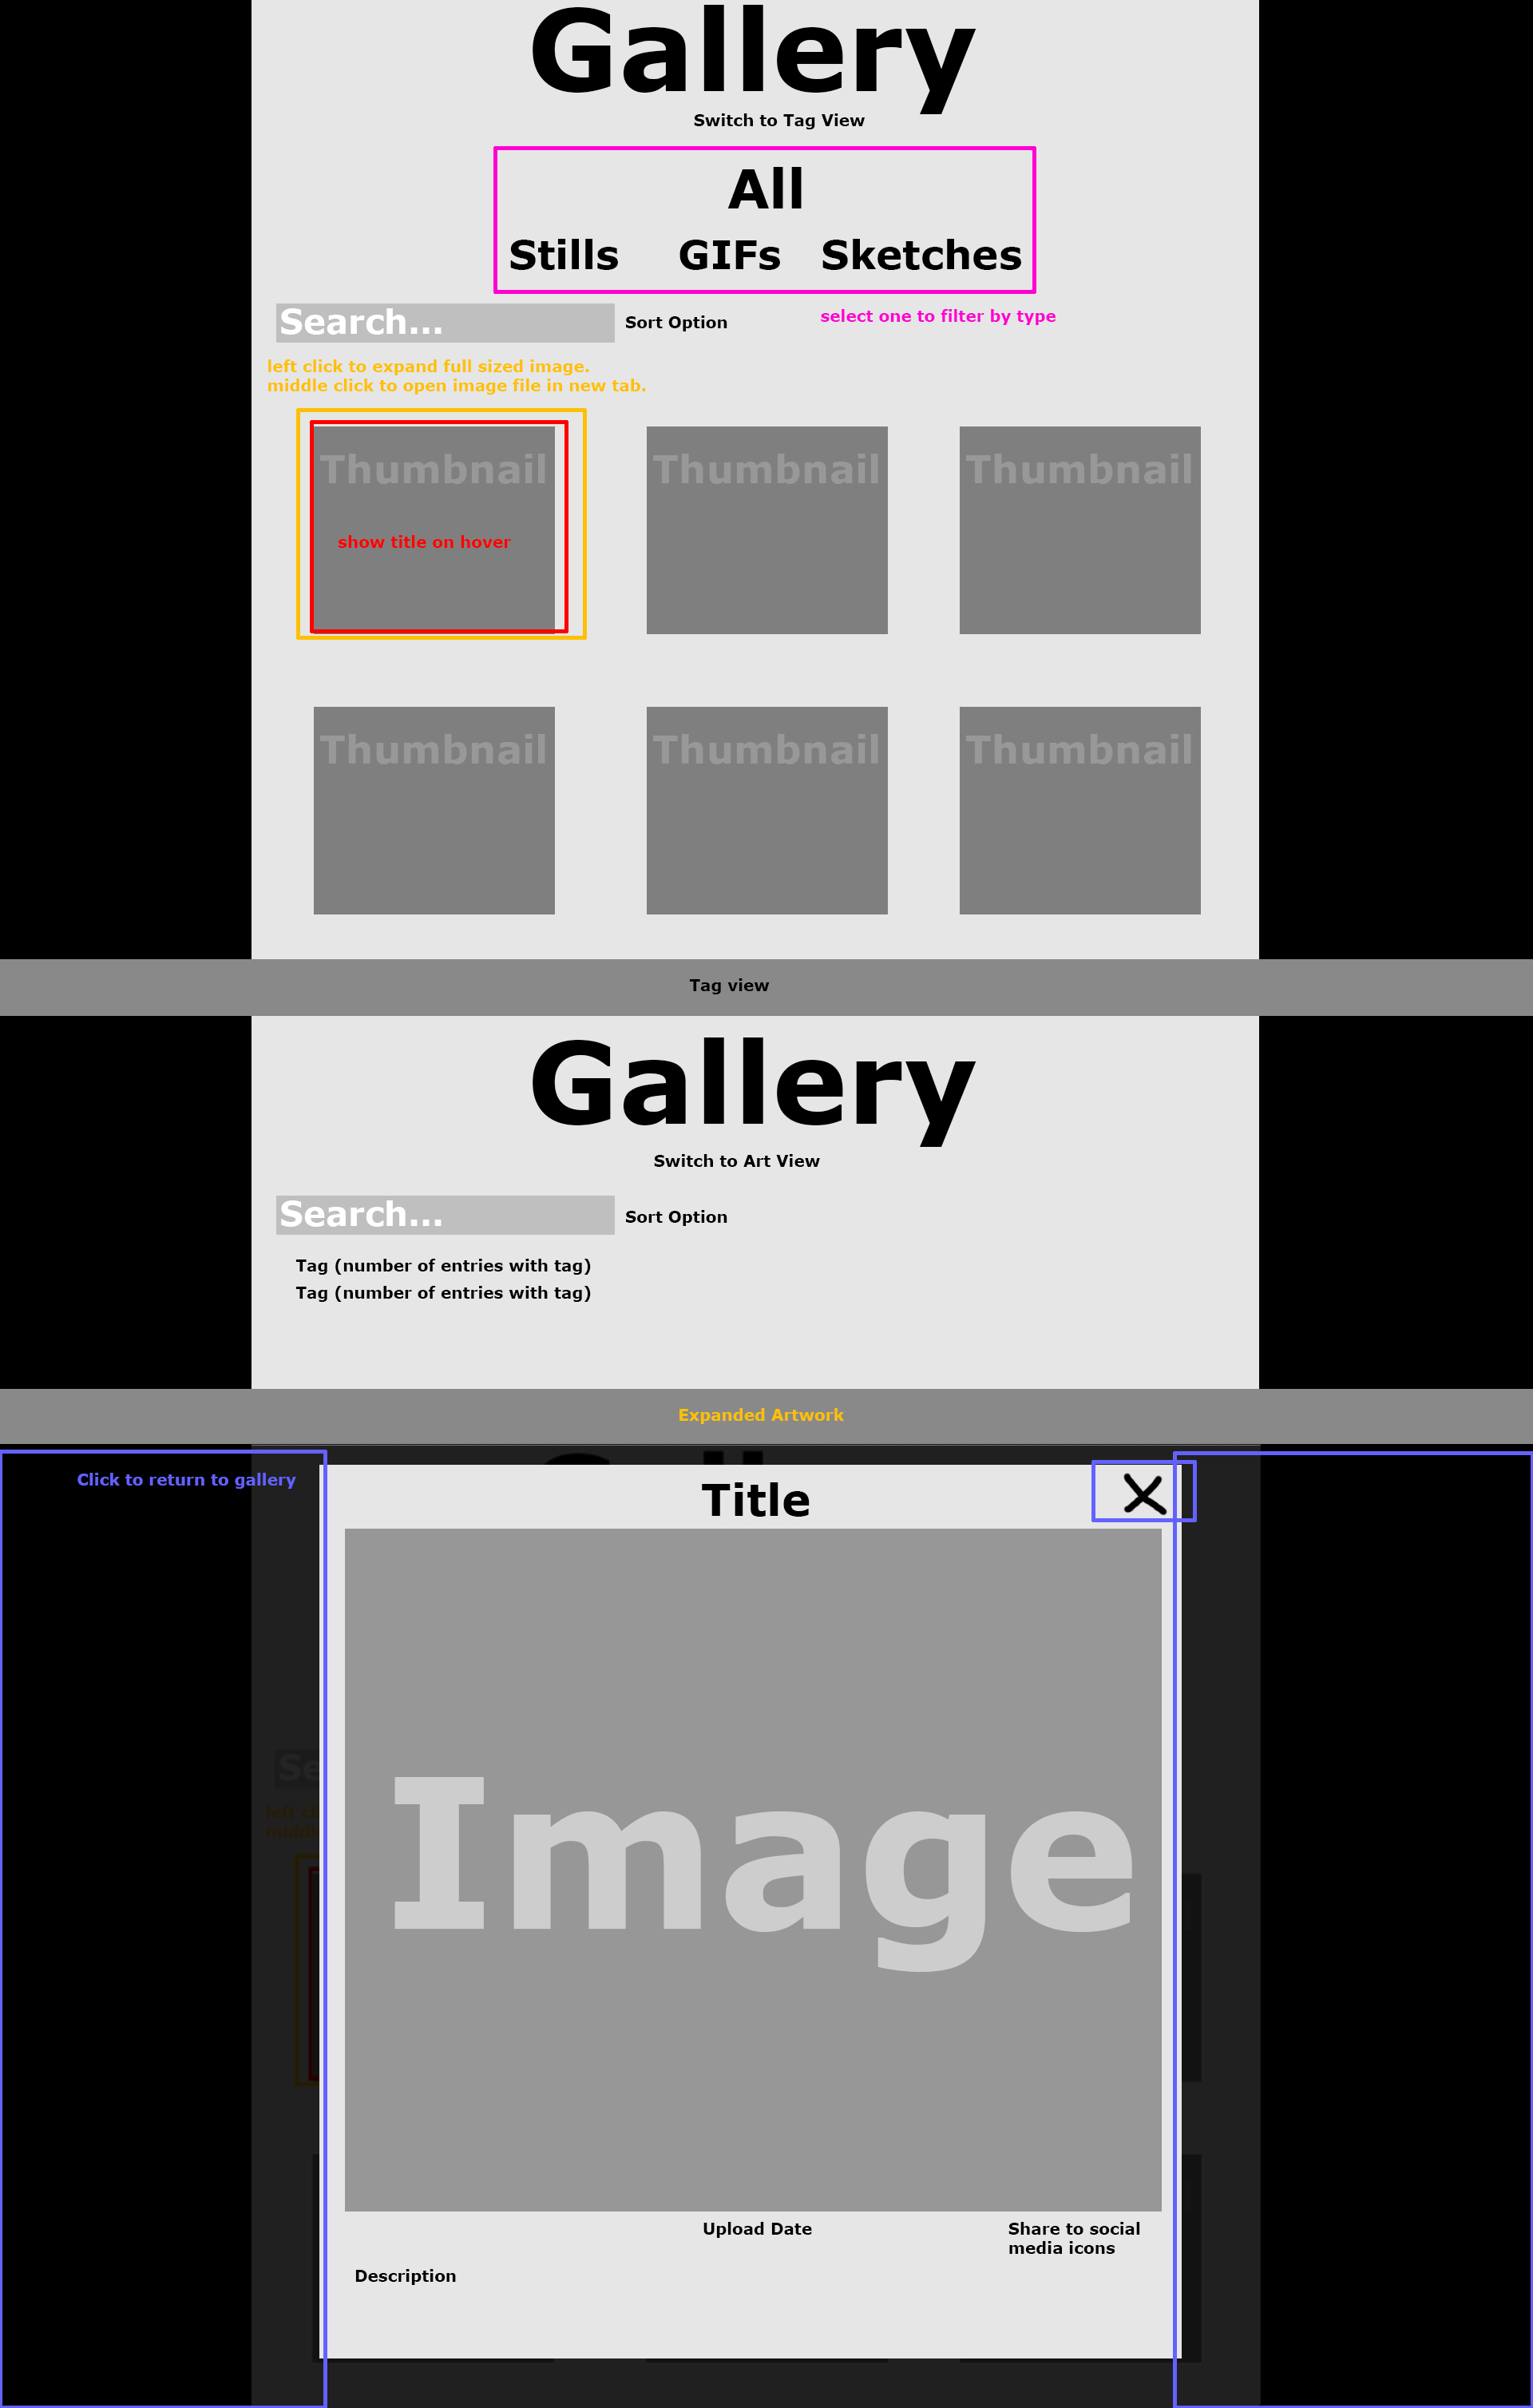 Gallery
Switch to Tag View
All
Stills GIFs Sketches
Search... Sort Option
select one to filter by type
left click to expand full sized image.
middle click to open image file in new tab.
Thumbnail Thumbnail Thumbnail
show title on hover
Thumbnail Thumbnail Thumbnail
Tag view
Gallery
Switch to Art View
Search... Sort Option
Tag (number of entries with tag)
Tag (number of entries with tag)
Expanded Artwork
Click to return to gallery
Title
X
Se
left cl
middle
Image
Upload Date
Share to social
media icons
Description